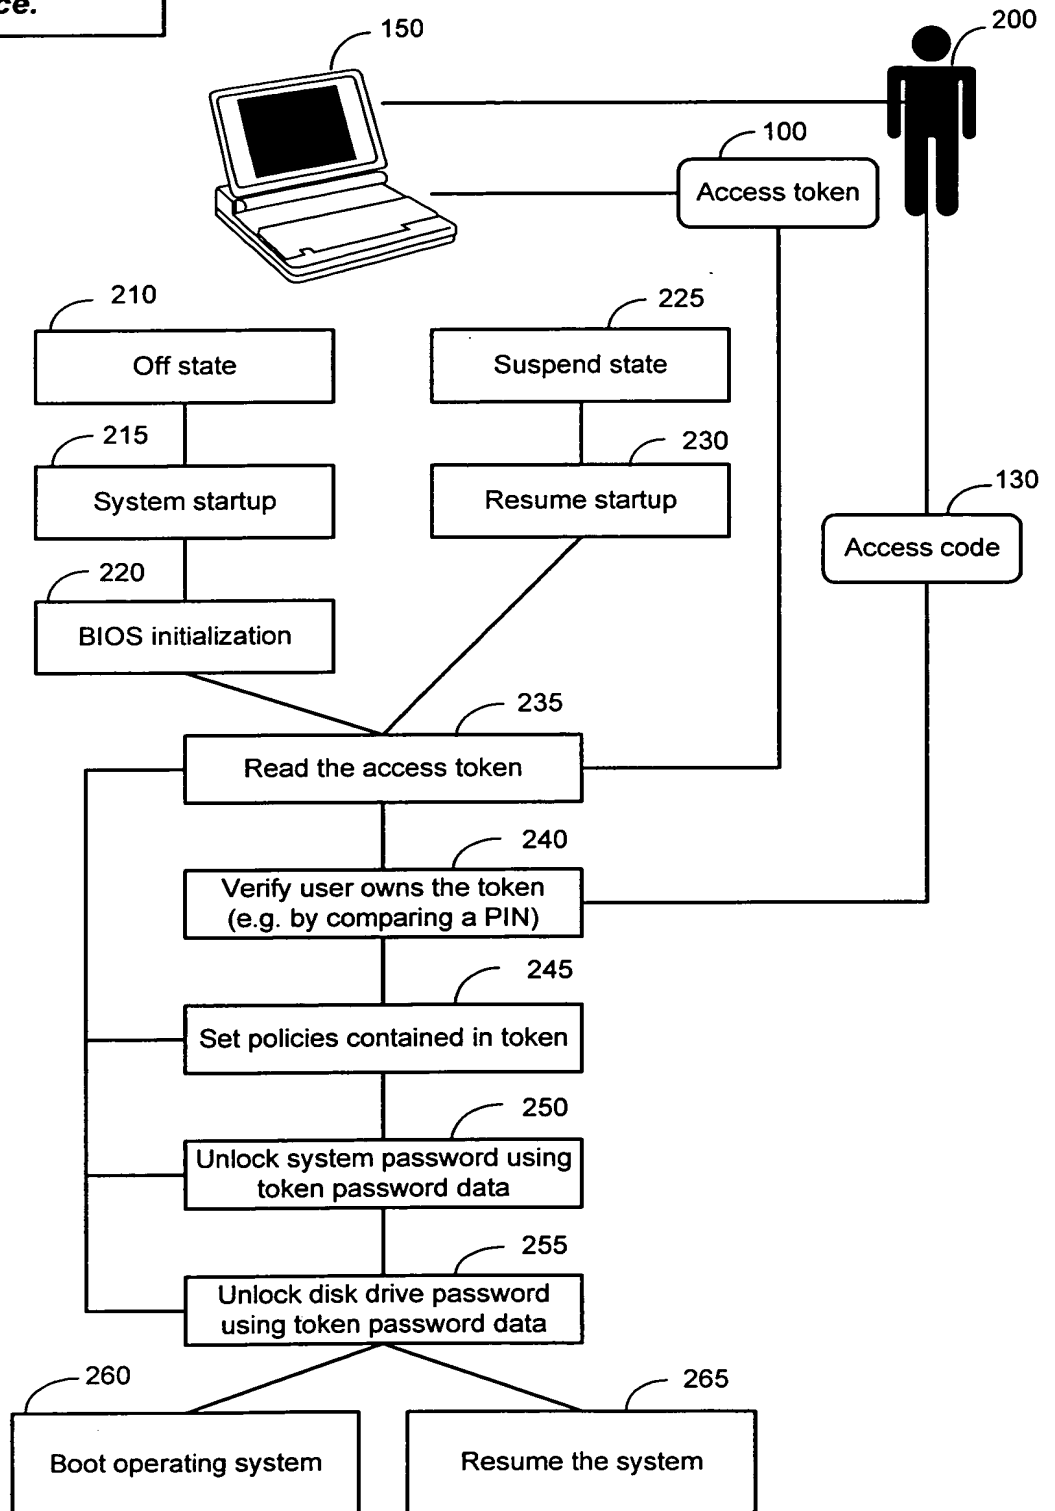 ce.
150
200
100
Access token
210
225
Off state
Suspend state
215
230
System startup
Resume startup
130
Access code
220
BIOS initialization
235
Read the access token
240
Verify user owns the token
(e.g. by comparing a PIN)
245
Set policies contained in token
250
Unlock system password using
token password data
255
Unlock disk drive password
using token password data
260
265
Boot operating system
Resume the system